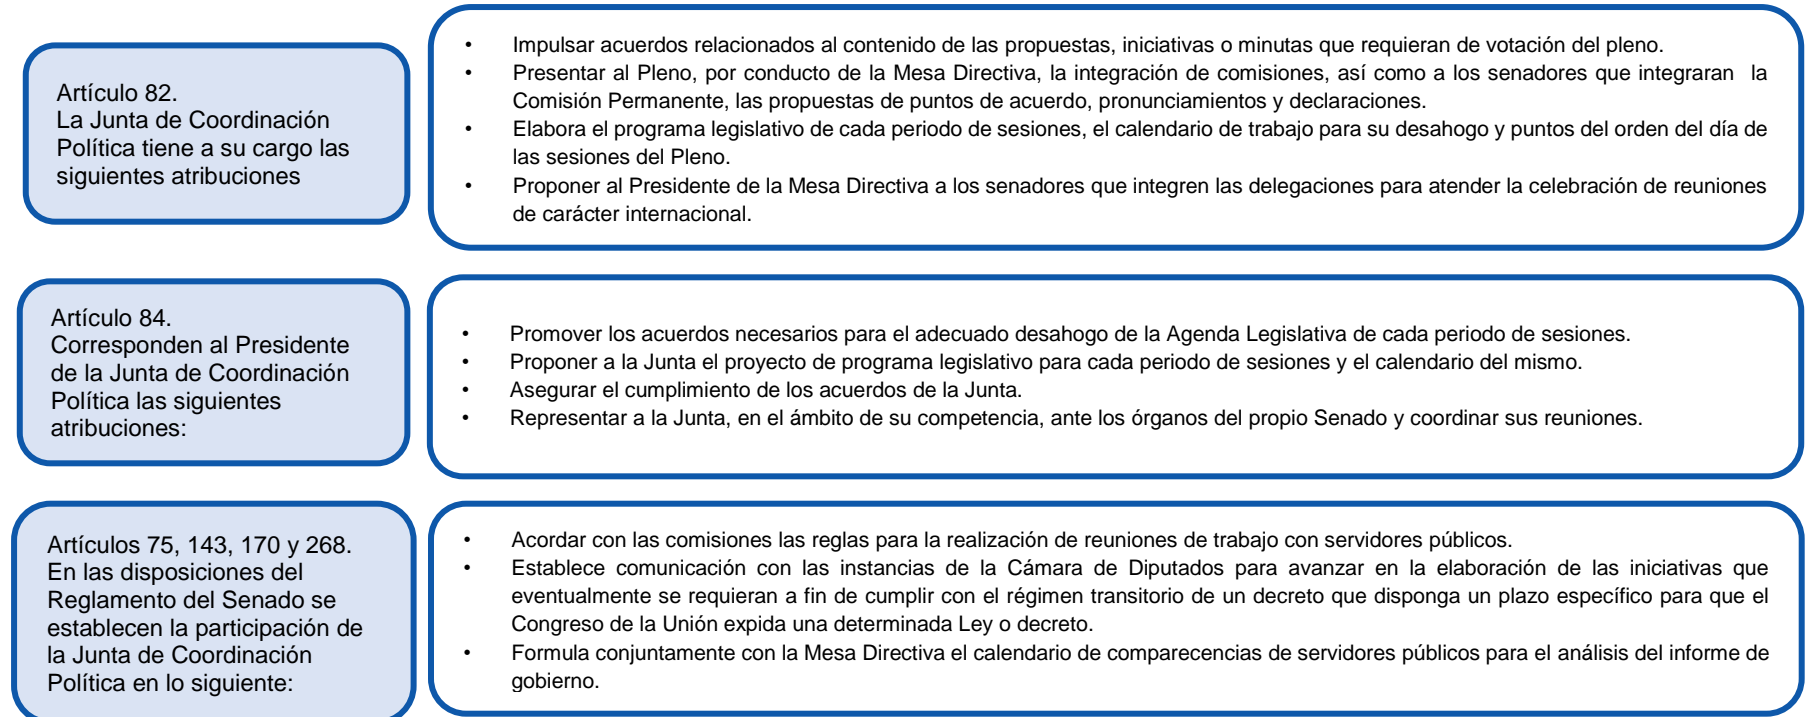 Artículo 82.
La Junta de Coordinación
Política tiene a su cargo las
siguientes atribuciones
• Impulsar acuerdos relacionados al contenido de las propuestas, iniciativas o minutas que requieran de votación del pleno.
• Presentar al Pleno, por conducto de la Mesa Directiva, la integración de comisiones, así como a los senadores que integraran la
Comisión Permanente, las propuestas de puntos de acuerdo, pronunciamientos y declaraciones.
• Elabora el programa legislativo de cada periodo de sesiones, el calendario de trabajo para su desahogo y puntos del orden del día de
las sesiones del Pleno.
• Proponer al Presidente de la Mesa Directiva a los senadores que integren las delegaciones para atender la celebración de reuniones
de carácter internacional.
Artículo 84.
Corresponden al Presidente
de la Junta de Coordinación
Política las siguientes
atribuciones:
• Promover los acuerdos necesarios para el adecuado desahogo de la Agenda Legislativa de cada periodo de sesiones.
• Proponer a la Junta el proyecto de programa legislativo para cada periodo de sesiones y el calendario del mismo.
• Asegurar el cumplimiento de los acuerdos de la Junta.
• Representar a la Junta, en el ámbito de su competencia, ante los órganos del propio Senado y coordinar sus reuniones.
Artículos 75, 143, 170 y 268.
En las disposiciones del
Reglamento del Senado se
establecen la participación de
la Junta de Coordinación
Política en lo siguiente:
• Acordar con las comisiones las reglas para la realización de reuniones de trabajo con servidores públicos.
• Establece comunicación con las instancias de la Cámara de Diputados para avanzar en la elaboración de las iniciativas que
eventualmente se requieran a fin de cumplir con el régimen transitorio de un decreto que disponga un plazo específico para que el
Congreso de la Unión expida una determinada Ley o decreto.
• Formula conjuntamente con la Mesa Directiva el calendario de comparecencias de servidores públicos para el análisis del informe de
gobierno.